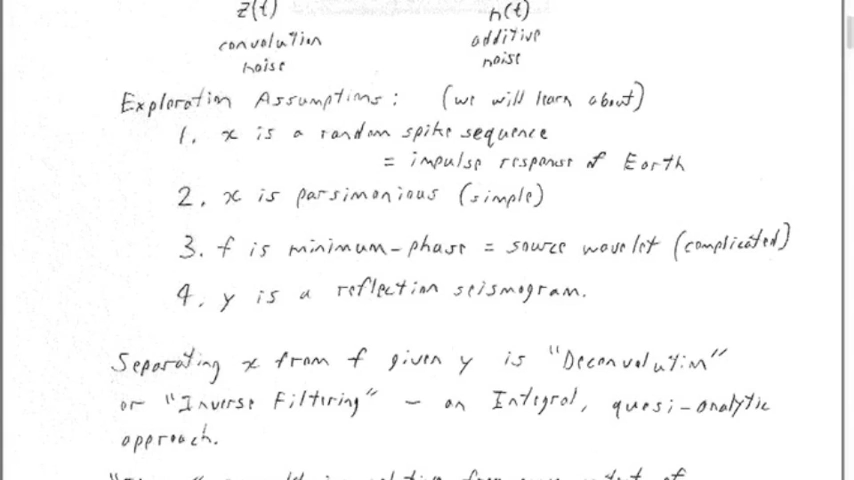 z(t) n(t)
convolution additive
noise noise
Exploration Assumptions: (we will learn about)
1. x is a random spike sequence
= impulse response of Earth
2. x is parsimonious (simple)
3. f is minimum-phase = source wavelet (complicated)
4. y is a reflection seismogram.
Separating x from f given y is "Deconvolution"
or "Inverse Filtering" - an Integral, quasi-analytic
approach.